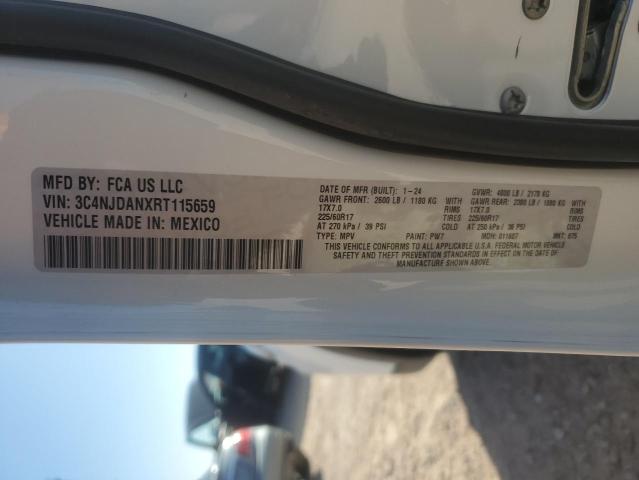 MFD BY: FCA US LLC
VIN: 3C4NJDANXRT115659
VEHICLE MADE IN: MEXICO
DATE OF MFR (BUILT): 1-24 GVWR: LB / 2170 KG
GAWR FRONT: 2600 LB / 1180 KG WITH GAWR REAR: LB / KG WITH
17X7.0 RIMS 17X7.0 RIMS
225/60R17 TIRES 225/60R17 TIRES
AT 270 kPa / 39 PSI COLD AT 250 kPa / 36 PSI COLD
TYPE: MPV PAINT: PW7 MDH: MKT:
THIS VEHICLE CONFORMS TO ALL APPLICABLE U.S.A. FEDERAL MOTOR VEHICLE
SAFETY AND THEFT PREVENTION STANDARDS IN EFFECT ON THE DATE OF
MANUFACTURE SHOWN ABOVE.